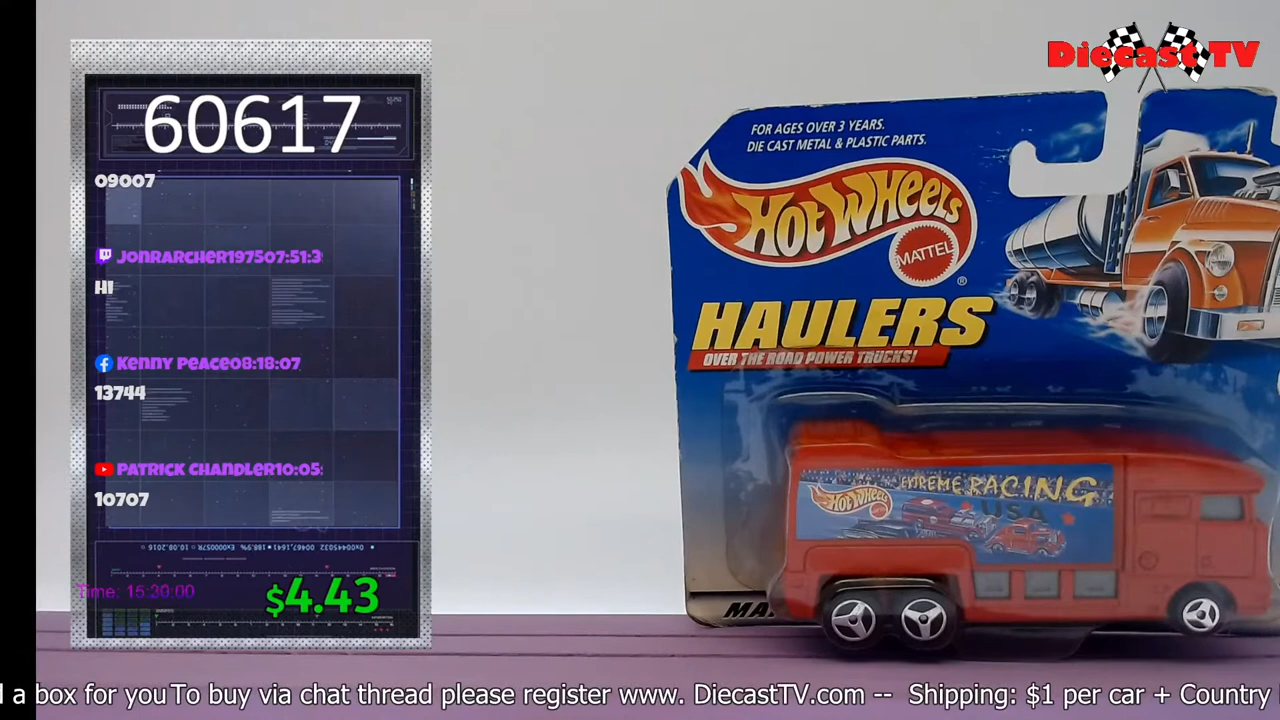 Diecast TV
60617
09007
JonRArcher197507:51:3
HI
Kenny Peace08:18:07
13744
Patrick Chandler10:05:
10707
Time: 15:30:00
$4.43
FOR AGES OVER 3 YEARS.
DIE CAST METAL & PLASTIC PARTS.
HOT WHEELS
MATTEL
®
HAULERS
OVER THE ROAD POWER TRUCKS!
HOT WHEELS
EXTREME RACING
USA
d a box for you To buy via chat thread please register www. DiecastTV.com -- Shipping: $1 per car + Country